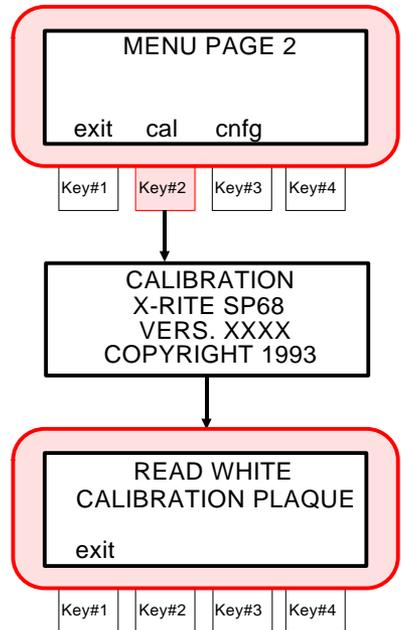 MENU PAGE 2
exit cal cnfg
Key#1 Key#2 Key#3 Key#4
CALIBRATION
X-RITE SP68
VERS. XXXX
COPYRIGHT 1993
READ WHITE
CALIBRATION PLAQUE
exit
Key#1 Key#2 Key#3 Key#4